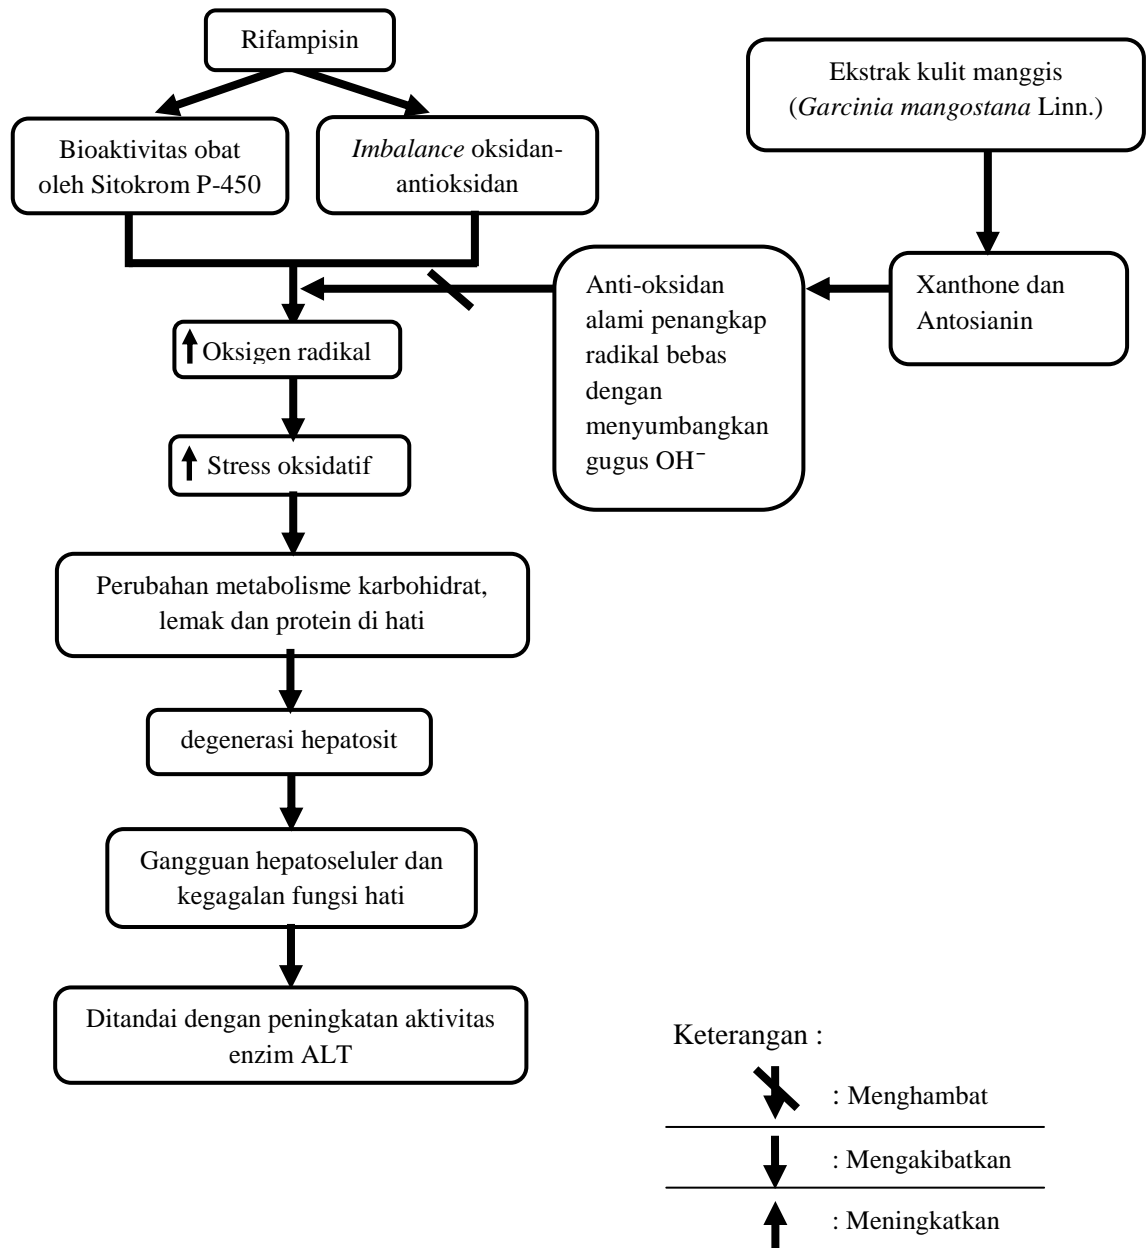 Rifampisin
Ekstrak kulit manggis
(Garcinia mangostana Linn.)
Bioaktivitas obat
oleh Sitokrom P-450
Imbalance oksidan-
antioksidan
Xanthone dan
Antosianin
Anti-oksidan
alami penangkap
radikal bebas
dengan
menyumbangkan
gugus OH⁻
Oksigen radikal
Stress oksidatif
Perubahan metabolisme karbohidrat,
lemak dan protein di hati
degenerasi hepatosit
Gangguan hepatoseluler dan
kegagalan fungsi hati
Ditandai dengan peningkatan aktivitas
enzim ALT
Keterangan :
: Menghambat
: Mengakibatkan
: Meningkatkan